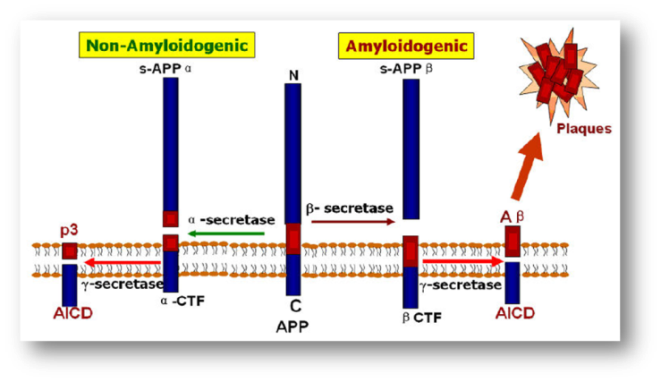 Non-Amyloidogenic
Amyloidogenic
s-APP α
N
s-APP β
Plaques
α -secretase
β- secretase
p3
A β
γ-secretase
γ-secretase
AICD
α -CTF
C
APP
β CTF
AICD